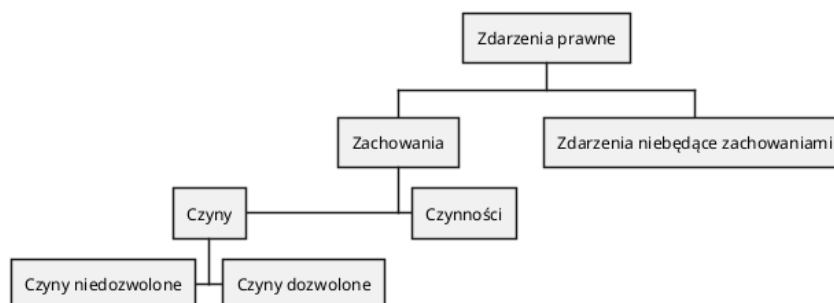 Zdarzenia prawne
Zachowania
Zdarzenia niebędące zachowaniami
Czyny
Czynności
Czyny niedozwolone
Czyny dozwolone